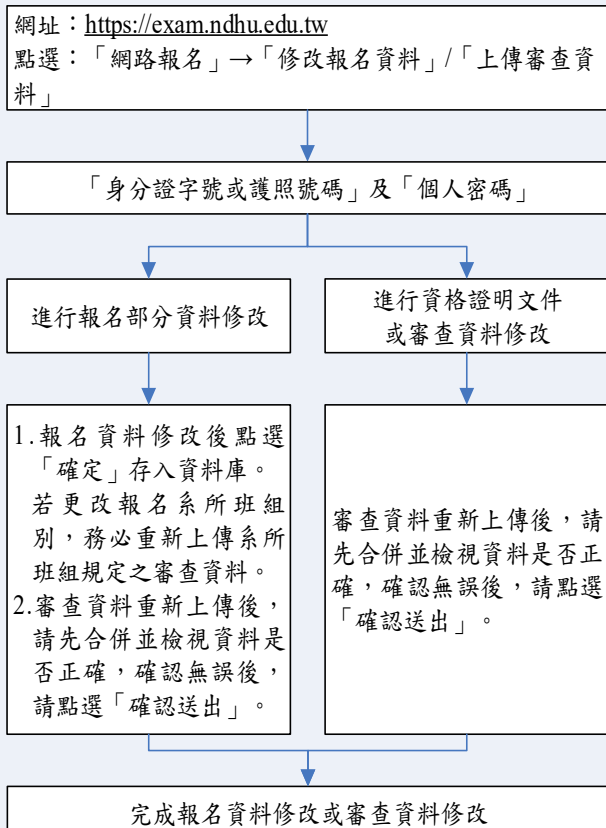 網址：https://exam.ndhu.edu.tw
點選：「網路報名」→「修改報名資料」/「上傳審查資
料」
「身分證字號或護照號碼」及「個人密碼」
進行報名部分資料修改
進行資格證明文件
或審查資料修改
1.報名資料修改後點選
「確定」存入資料庫。
若更改報名系所班組
別，務必重新上傳系所
班組規定之審查資料。
2.審查資料重新上傳後，
請先合併並檢視資料是
否正確，確認無誤後，
請點選「確認送出」。
審查資料重新上傳後，請
先合併並檢視資料是否正
確，確認無誤後，請點選
「確認送出」。
完成報名資料修改或審查資料修改